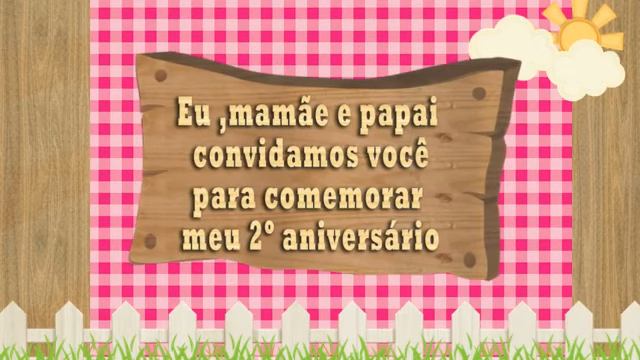 Eu ,mamãe e papai
convidamos você
para comemorar
meu 2º aniversário